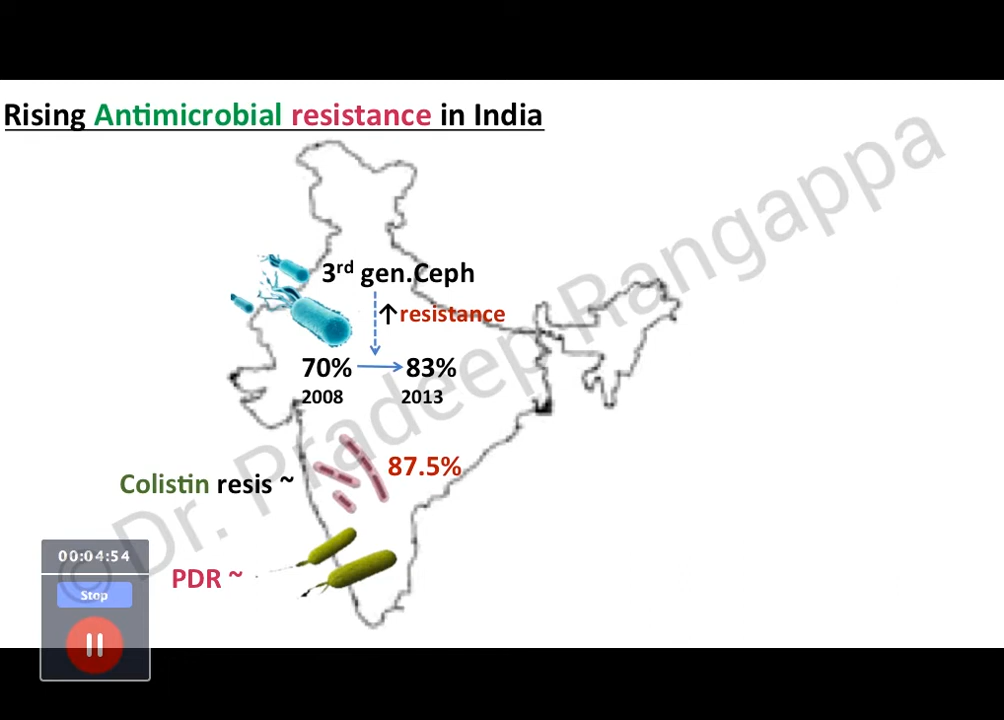 Rising Antimicrobial resistance in India
3rd gen.Ceph
↑resistance
70% 83%
2008 2013
87.5%
Colistin resis ~
PDR ~
00:04:54
Stop
© Dr. Pradeep Rangappa